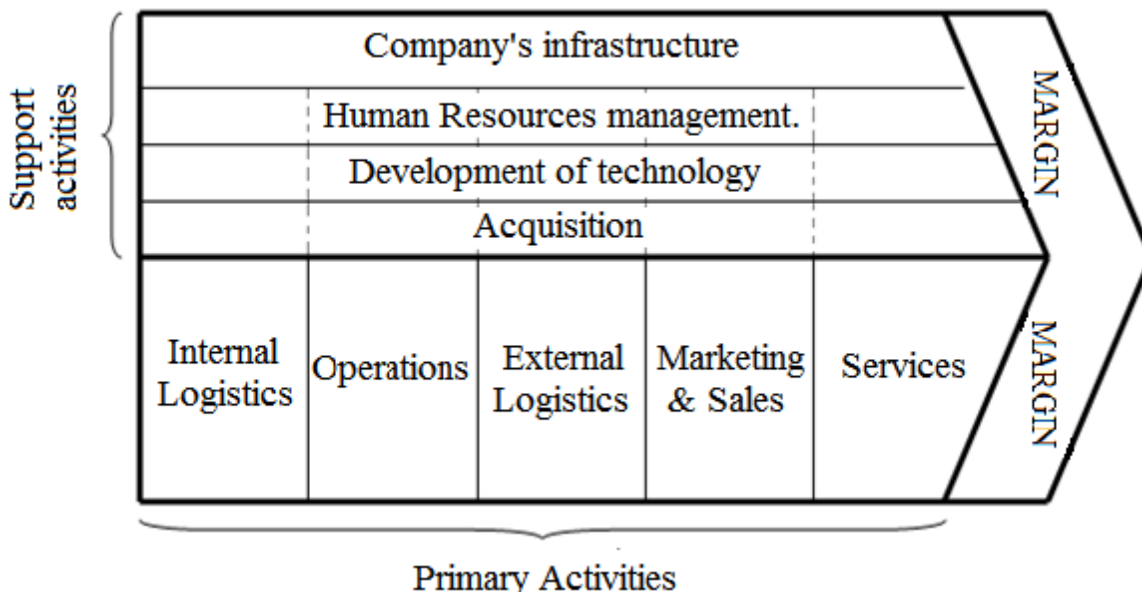 Company's infrastructure
Human Resources management.
Development of technology
Acquisition
Support
activities
MARGIN
Internal
Logistics
Operations
External
Logistics
Marketing
& Sales
Services
MARGIN
Primary Activities